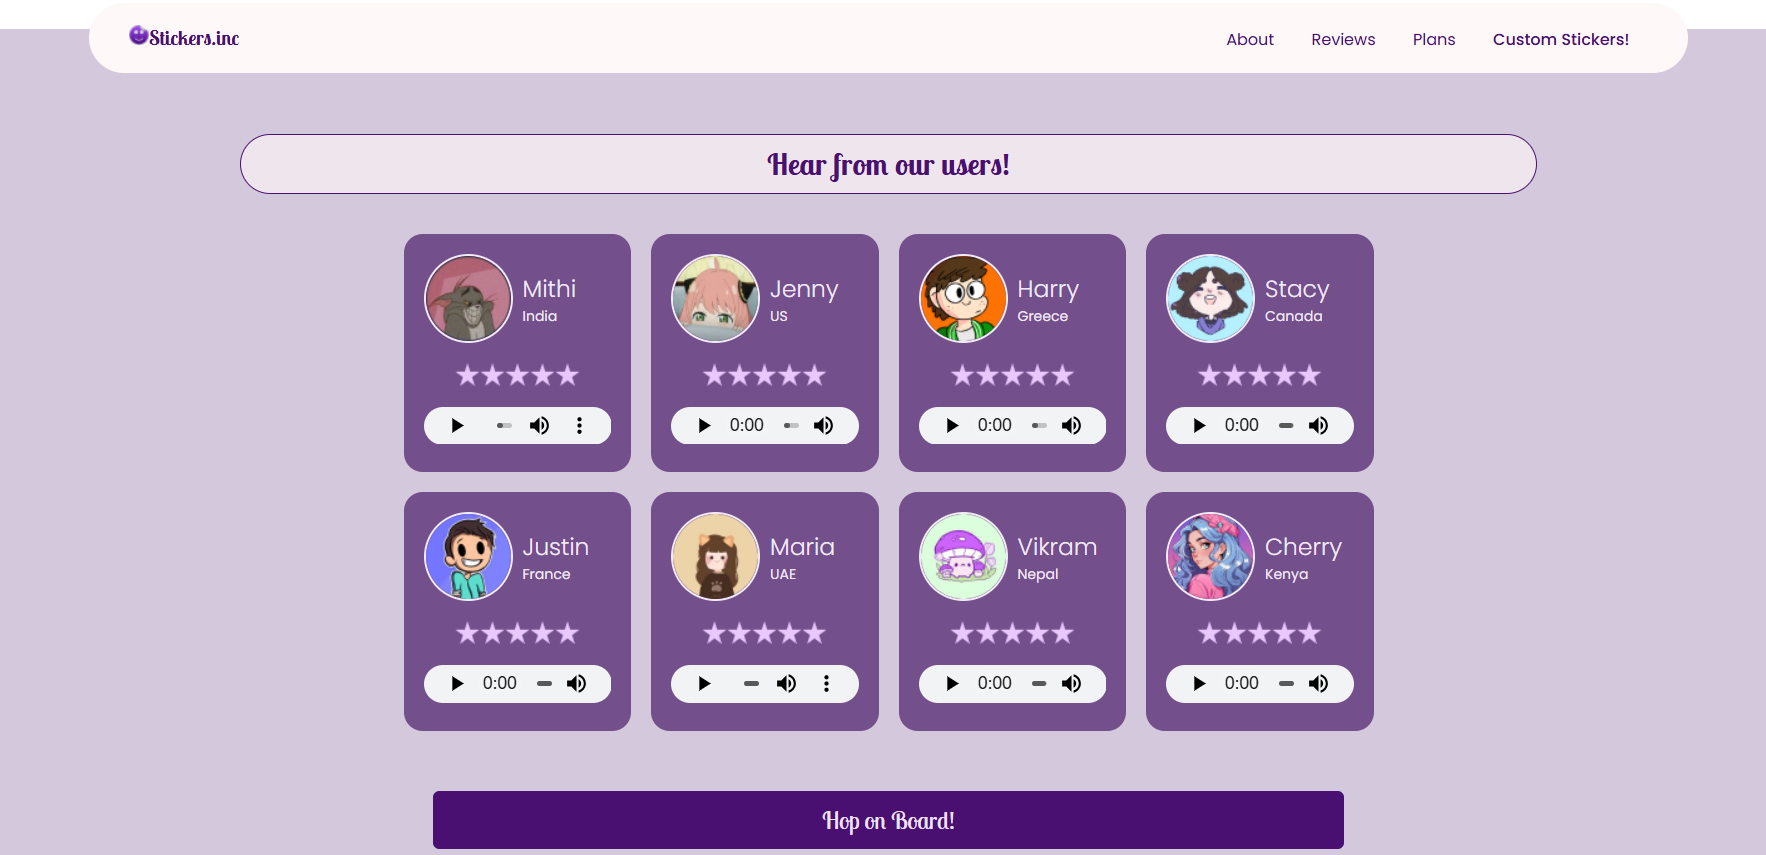 Stickers.inc
About Reviews Plans Custom Stickers!
Hear from our users!
Mithi
India
Jenny
US
0:00
Harry
Greece
0:00
Stacy
Canada
0:00
Justin
France
0:00
Maria
UAE
Vikram
Nepal
0:00
Cherry
Kenya
0:00
Hop on Board!